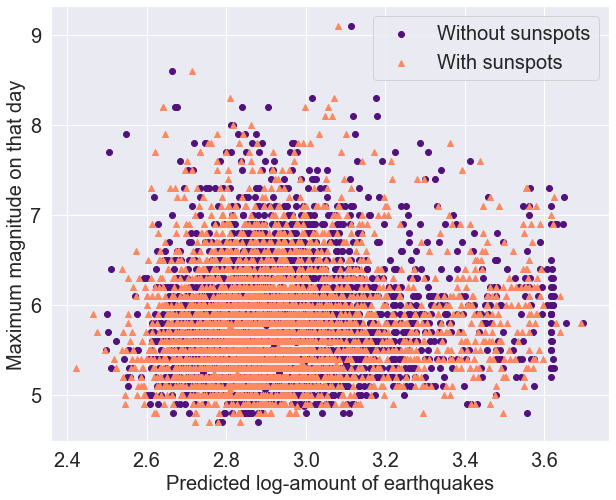 Without sunspots
With sunspots
9
8
7
6
5
Maximum magnitude on that day
2.4 2.6 2.8 3.0 3.2 3.4 3.6
Predicted log-amount of earthquakes